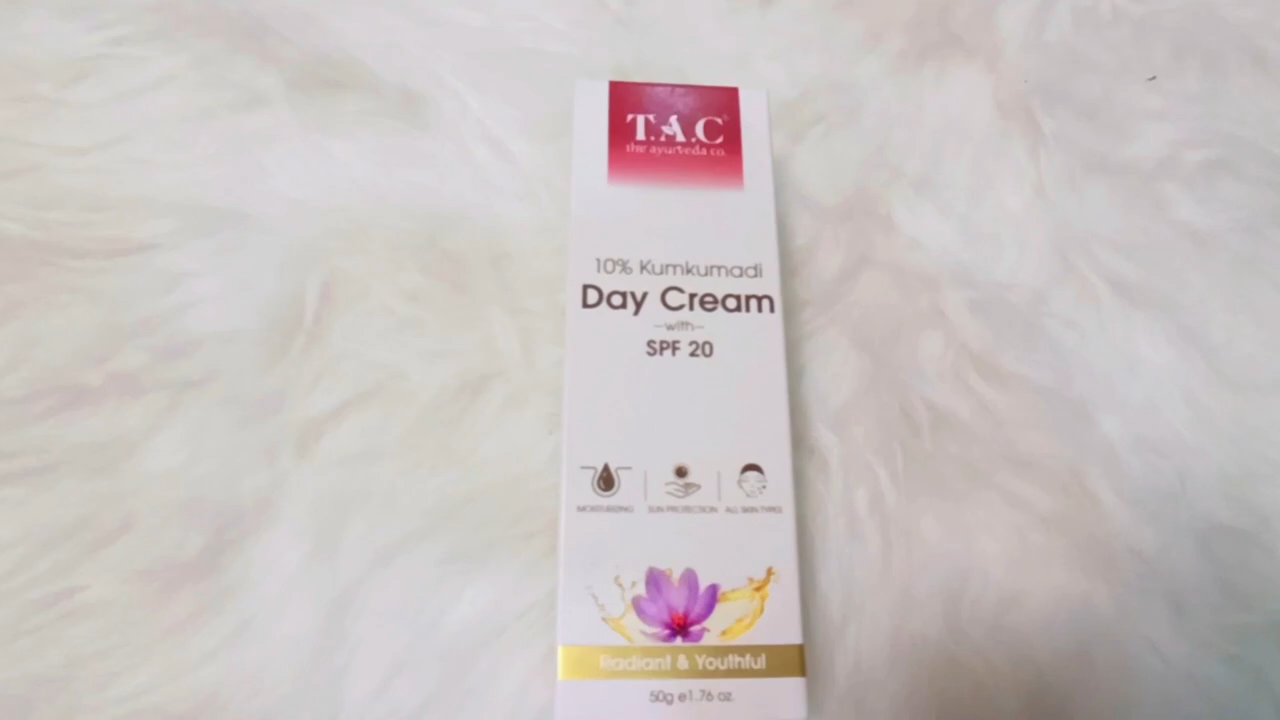 T.A.C
the ayurveda co.
10% Kumkumadi
Day Cream
–with–
SPF 20
MOISTURIZING
SUN PROTECTION
ALL SKIN TYPES
Radiant & Youthful
50g e1.76 oz.